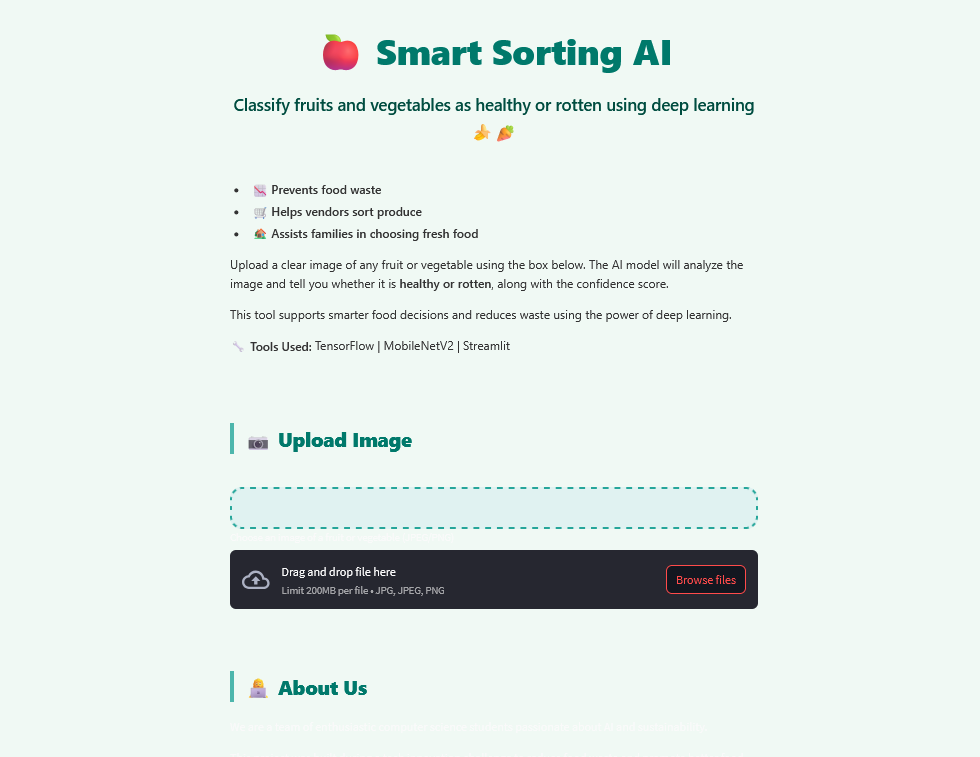 Smart Sorting AI
Classify fruits and vegetables as healthy or rotten using deep learning
Prevents food waste
Helps vendors sort produce
Assists families in choosing fresh food
Upload a clear image of any fruit or vegetable using the box below. The AI model will analyze the
image and tell you whether it is healthy or rotten, along with the confidence score.
This tool supports smarter food decisions and reduces waste using the power of deep learning.
Tools Used: TensorFlow | MobileNetV2 | Streamlit
Upload Image
Drag and drop file here
Limit 200MB per file • JPG, JPEG, PNG
Browse files
About Us